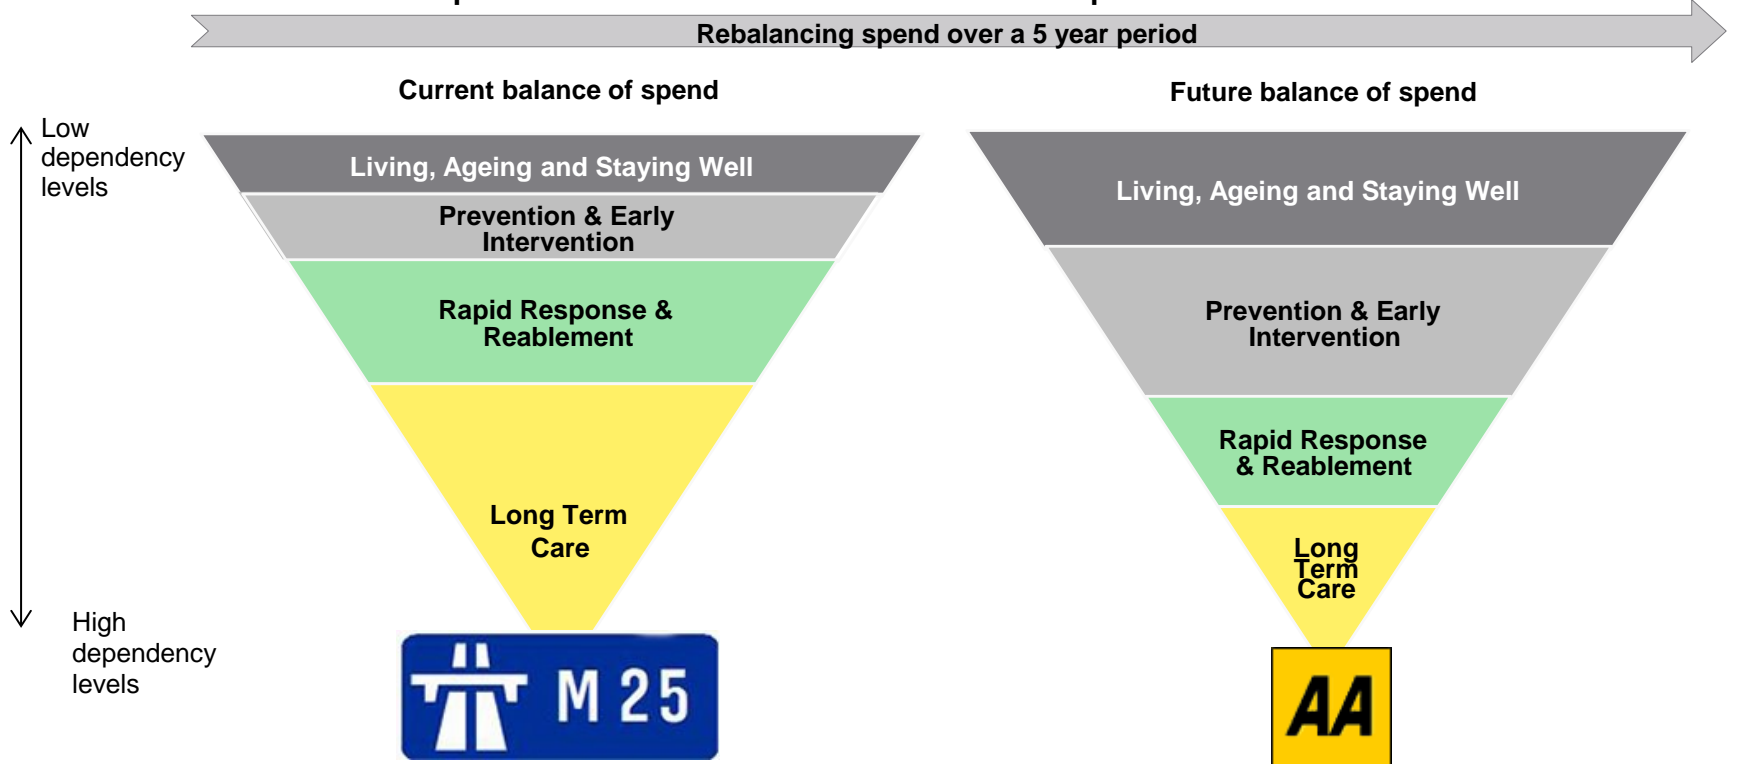 Rebalancing spend over a 5 year period
Current balance of spend
Future balance of spend
Low
dependency
levels
Living, Ageing and Staying Well
Prevention & Early
Intervention
Rapid Response &
Reablement
Long Term
Care
Living, Ageing and Staying Well
Prevention & Early
Intervention
Rapid Response
& Reablement
Long
Term
Care
High
dependency
levels
M 25
AA